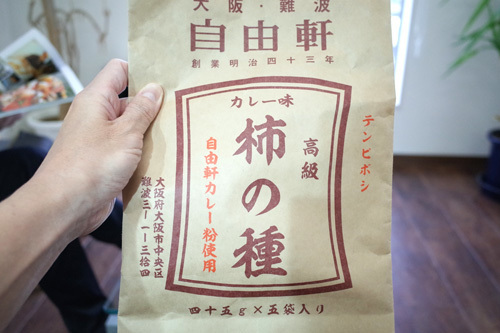 大阪・難波
自由軒
創業明治四十三年
カレー味
高級
柿の種
自由軒カレー粉使用
テンヒホシ
大阪府大阪市中央区
難波三ー一ー三十四
四十五g×五袋入り